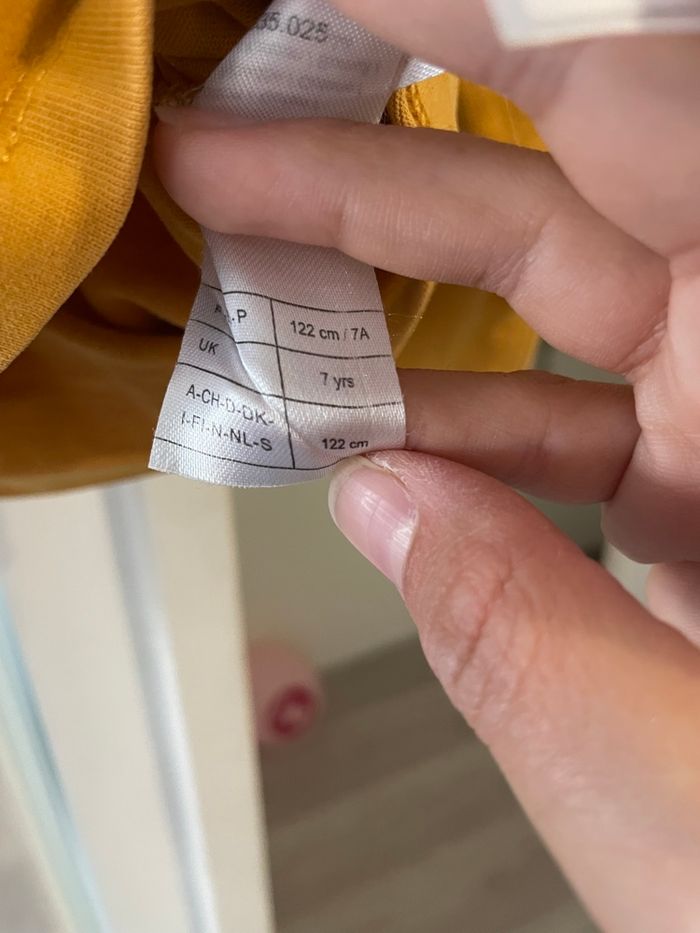 35.025
122 cm / 7A
UK
7 yrs
A-CH-D-DK-
I-FI-N-NL-S
122 cm